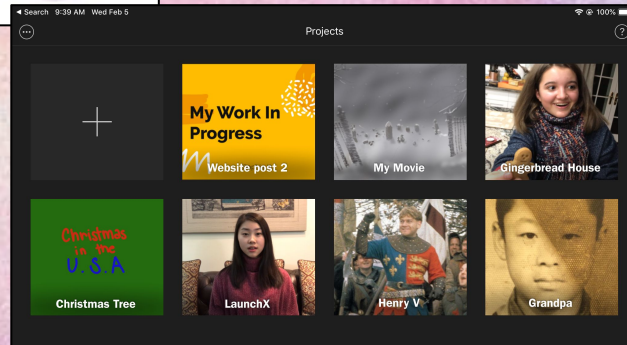 Search 9:39 AM Wed Feb 5 100%
Projects
?
My Work In
Progress
Website post 2
My Movie
Gingerbread House
Christmas
in the
U.S.A
Christmas Tree
LaunchX
Henry V
Grandpa